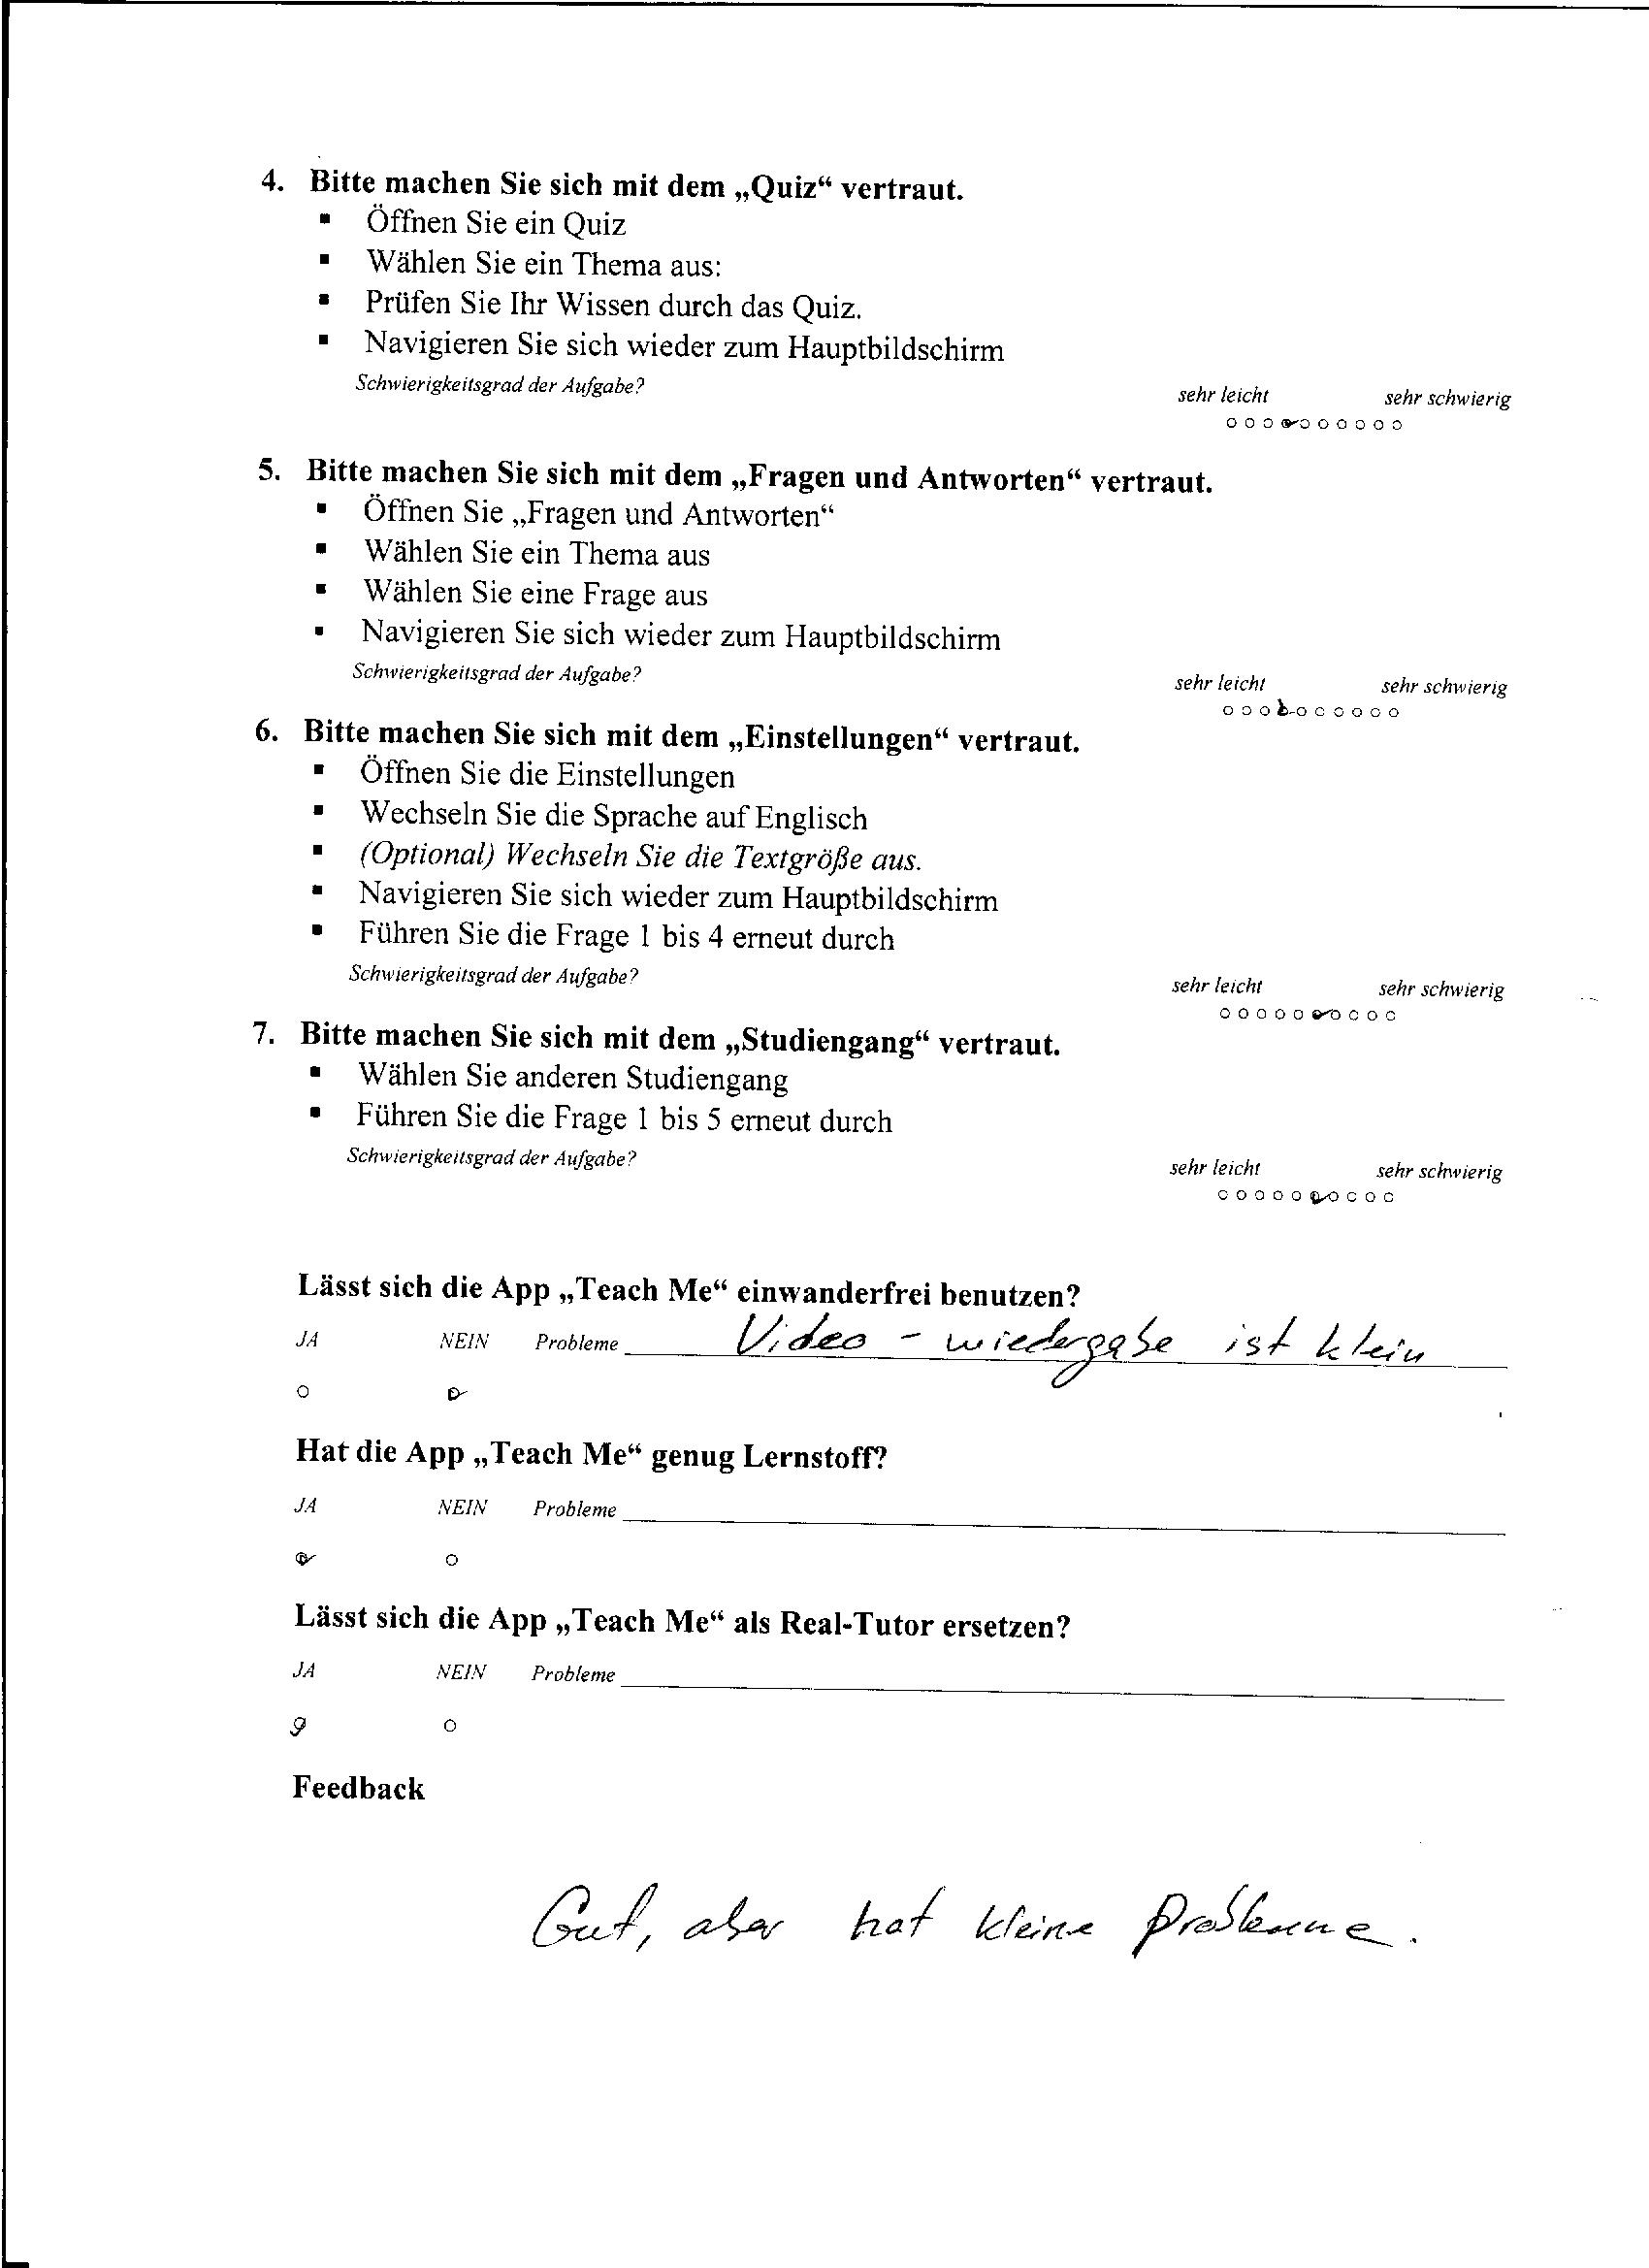 4. Bitte machen Sie sich mit dem „Quiz“ vertraut.
▪ Öffnen Sie ein Quiz
▪ Wählen Sie ein Thema aus:
▪ Prüfen Sie Ihr Wissen durch das Quiz.
▪ Navigieren Sie sich wieder zum Hauptbildschirm
Schwierigkeitsgrad der Aufgabe?
sehr leicht sehr schwierig
5. Bitte machen Sie sich mit dem „Fragen und Antworten“ vertraut.
▪ Öffnen Sie „Fragen und Antworten“
▪ Wählen Sie ein Thema aus
▪ Wählen Sie eine Frage aus
▪ Navigieren Sie sich wieder zum Hauptbildschirm
Schwierigkeitsgrad der Aufgabe?
sehr leicht sehr schwierig
6. Bitte machen Sie sich mit dem „Einstellungen“ vertraut.
▪ Öffnen Sie die Einstellungen
▪ Wechseln Sie die Sprache auf Englisch
▪ (Optional) Wechseln Sie die Textgröße aus.
▪ Navigieren Sie sich wieder zum Hauptbildschirm
▪ Führen Sie die Frage 1 bis 4 erneut durch
Schwierigkeitsgrad der Aufgabe?
sehr leicht sehr schwierig
7. Bitte machen Sie sich mit dem „Studiengang“ vertraut.
▪ Wählen Sie anderen Studiengang
▪ Führen Sie die Frage 1 bis 5 erneut durch
Schwierigkeitsgrad der Aufgabe?
sehr leicht sehr schwierig
Lässt sich die App „Teach Me“ einwanderfrei benutzen?
JA NEIN Probleme Video - wiedergabe ist klein
Hat die App „Teach Me“ genug Lernstoff?
JA NEIN Probleme
Lässt sich die App „Teach Me“ als Real-Tutor ersetzen?
JA NEIN Probleme
Feedback
Gut, aber hat kleine Probleme.